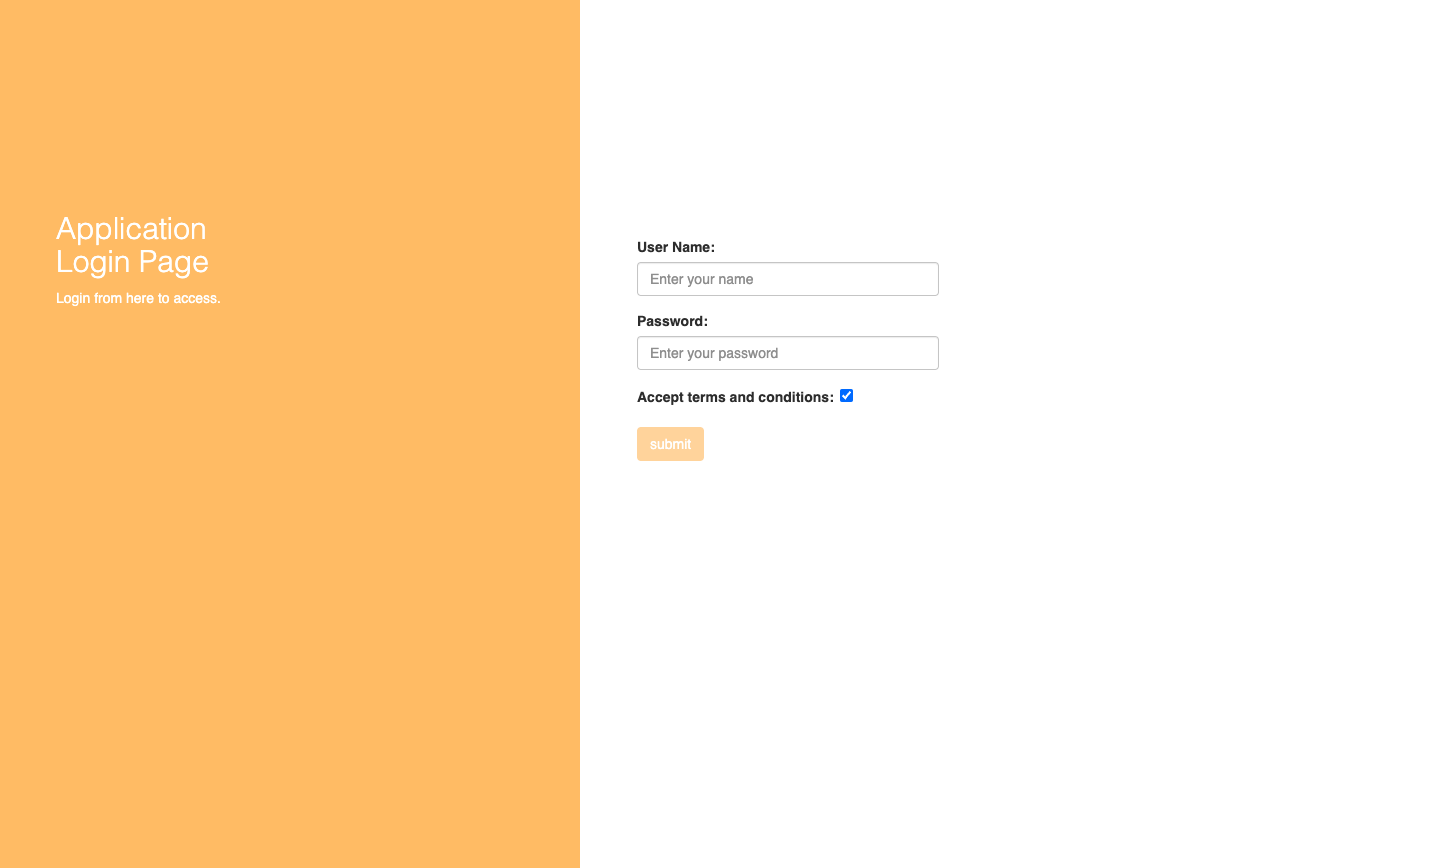 Application
Login Page
Login from here to access.
User Name:
Enter your name
Password:
Enter your password
Accept terms and conditions:
submit